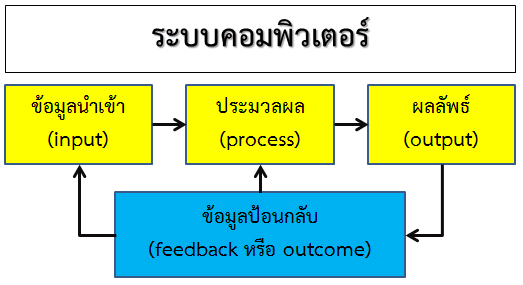 ระบบคอมพิวเตอร์
ข้อมูลนำเข้า
(input)
ประมวลผล
(process)
ผลลัพธ์
(output)
ข้อมูลป้อนกลับ
(feedback หรือ outcome)